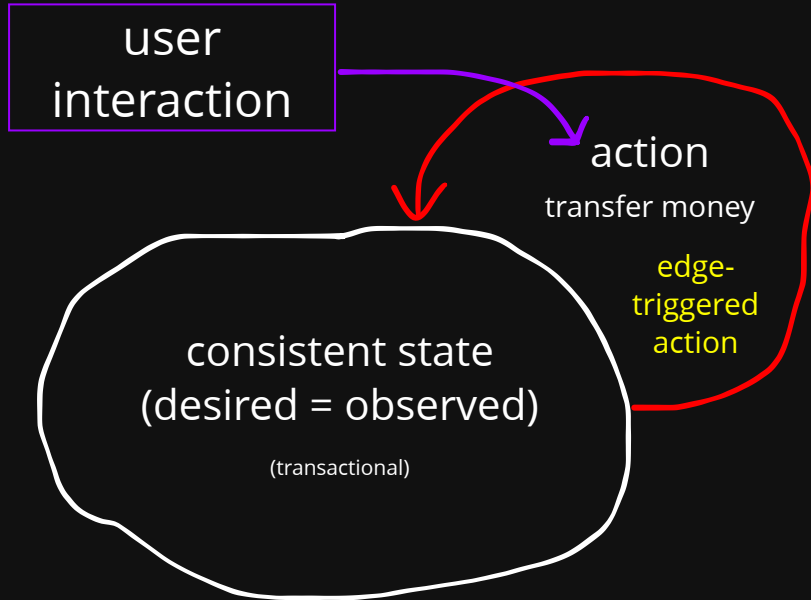 user
interaction
action
transfer money
edge-
triggered
action
consistent state
(desired = observed)
(transactional)